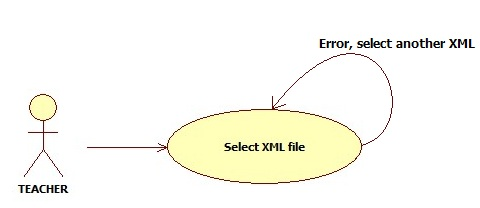 Error, select another XML
Select XML file
TEACHER